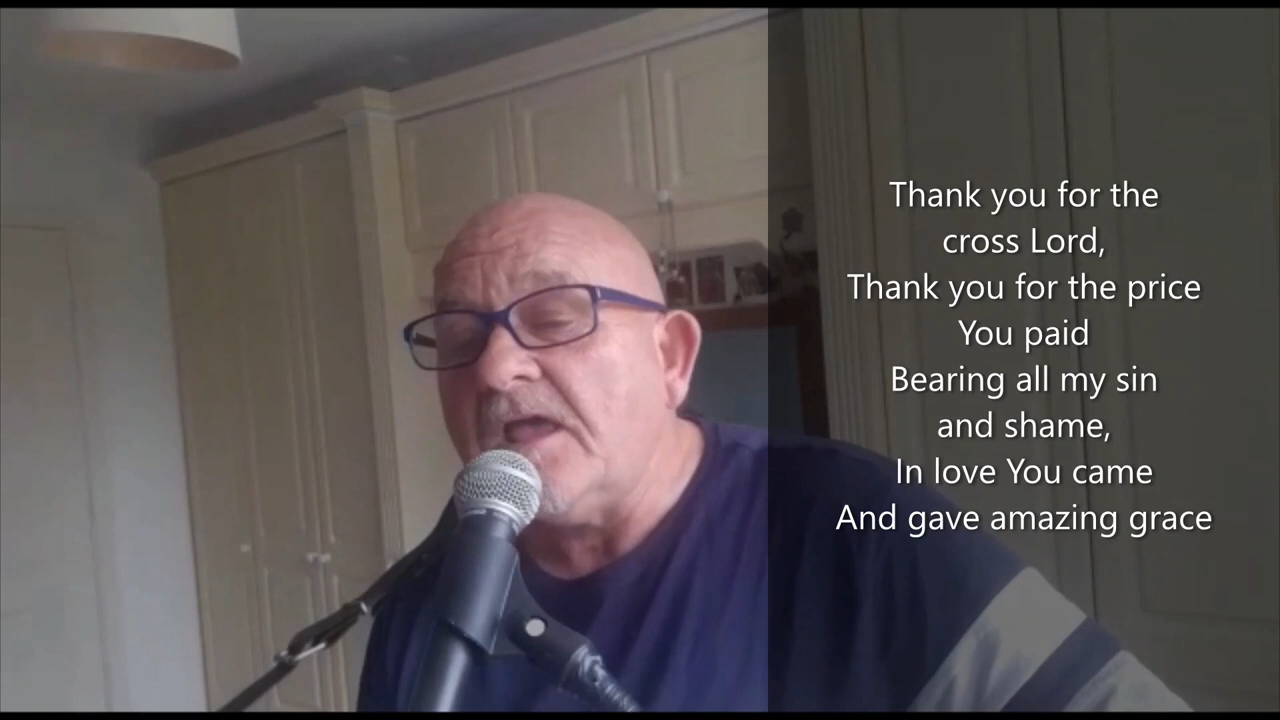 Thank you for the
cross Lord,
Thank you for the price
You paid
Bearing all my sin
and shame,
In love You came
And gave amazing grace